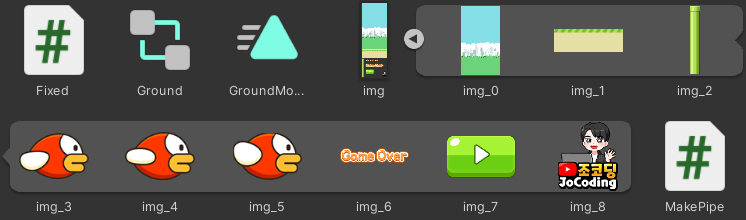 Fixed
Ground
GroundMo...
img
img_0
img_1
img_2
Game Over
조코딩
JoCoding
img_3
img_4
img_5
img_6
img_7
img_8
MakePipe